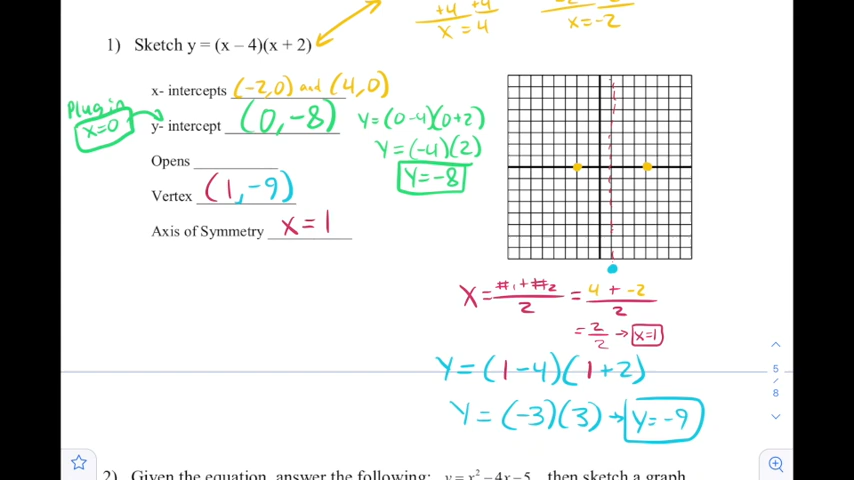 +4 +4
x = 4
x = -2
1) Sketch y = (x – 4)(x + 2)
x- intercepts (-2,0) and (4,0)
Plug in
x=0
y- intercept (0,-8)
y=(0-4)(0+2)
y=(-4)(2)
y=-8
Opens
Vertex (1,-9)
Axis of Symmetry x=1
x = #1 + #2 / 2 = 4 + -2 / 2
= 2/2 → x=1
y = (1-4)(1+2)
y = (-3)(3) → y=-9
5
/
8
2) Given the equation, answer the following: y = x² – 4x – 5 then sketch a graph